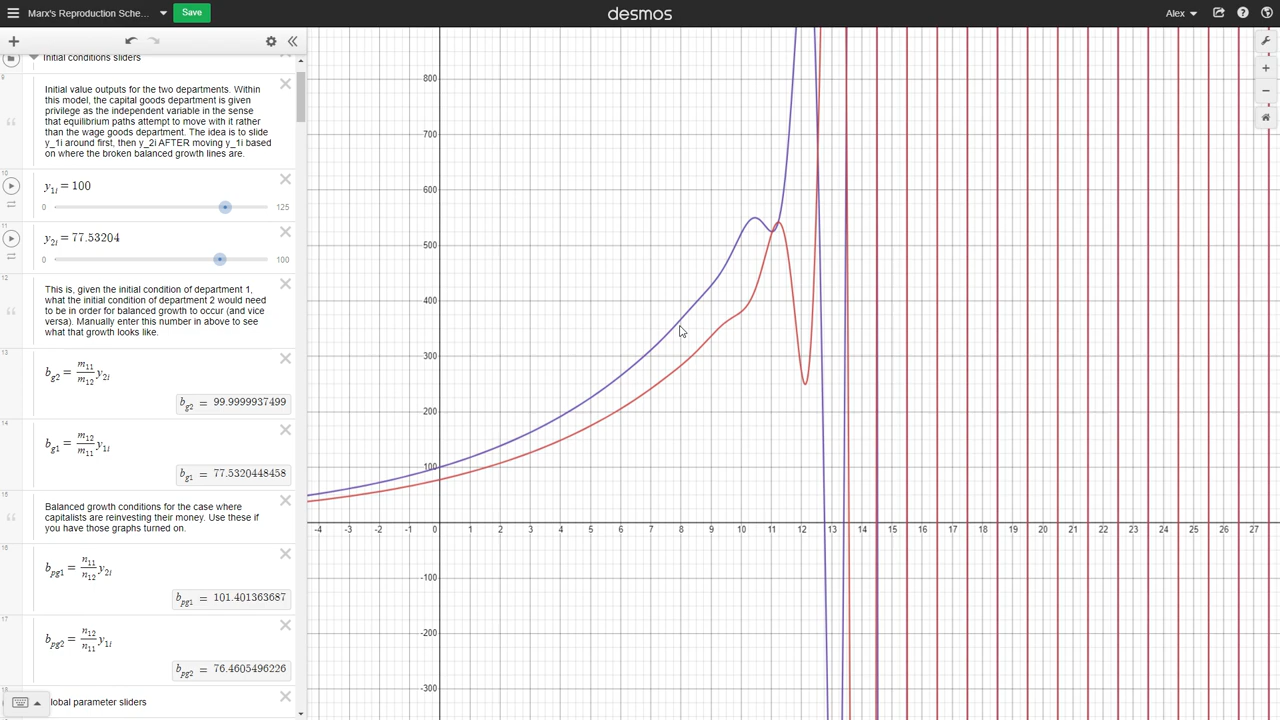 Marx's Reproduction Sche...
Save
desmos
Alex
Initial conditions sliders
9
Initial value outputs for the two departments. Within
this model, the capital goods department is given
privilege as the independent variable in the sense
that equilibrium paths attempt to move with it rather
than the wage goods department. The idea is to slide
y_1i around first, then y_2i AFTER moving y_1i based
on where the broken balanced growth lines are.
10
y₁ᵢ = 100
0 125
11
y₂ᵢ = 77.53204
0 100
12
This is, given the initial condition of department 1,
what the initial condition of department 2 would need
to be in order for balanced growth to occur (and vice
versa). Manually enter this number in above to see
what that growth looks like.
13
b_g2 = m₁₁/m₁₂ y₂ᵢ
b_g2 = 99.9999937499
14
b_g1 = m₁₂/m₁₁ y₁ᵢ
b_g1 = 77.5320448458
15
Balanced growth conditions for the case where
capitalists are reinvesting their money. Use these if
you have those graphs turned on.
16
b_pg1 = n₁₁/n₁₂ y₂ᵢ
b_pg1 = 101.401363687
17
b_pg2 = n₁₂/n₁₁ y₁ᵢ
b_pg2 = 76.4605496226
18
lobal parameter sliders
800
700
600
500
400
300
200
100
-4 -3 -2 -1 0 1 2 3 4 5 6 7 8 9 10 11 12 13 14 15 16 17 18 19 20 21 22 23 24 25 26 27
-100
-200
-300